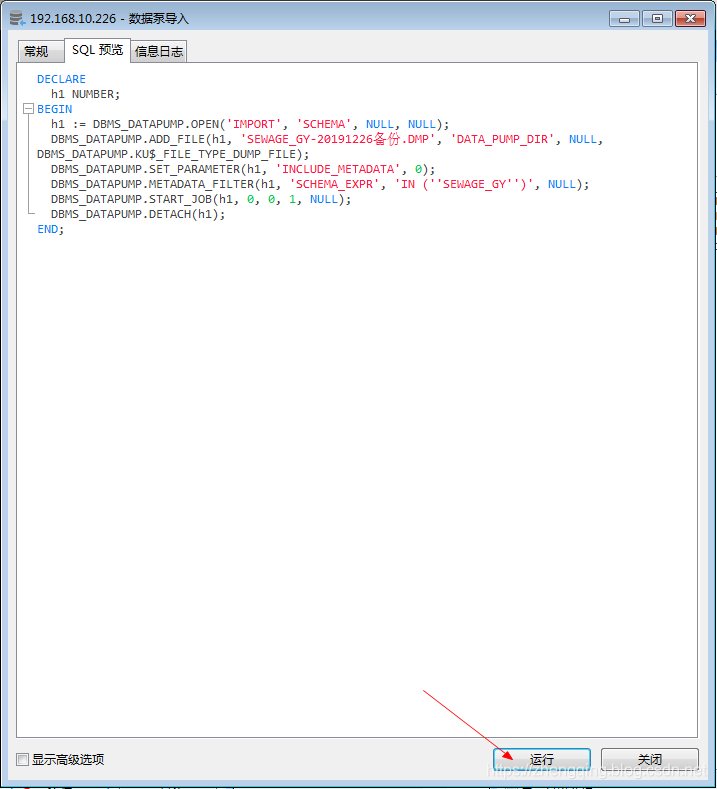 192.168.10.226 - 数据泵导入
常规 SQL 预览 信息日志
DECLARE
h1 NUMBER;
BEGIN
h1 := DBMS_DATAPUMP.OPEN('IMPORT', 'SCHEMA', NULL, NULL);
DBMS_DATAPUMP.ADD_FILE(h1, 'SEWAGE_GY-20191226备份.DMP', 'DATA_PUMP_DIR', NULL,
DBMS_DATAPUMP.KU$_FILE_TYPE_DUMP_FILE);
DBMS_DATAPUMP.SET_PARAMETER(h1, 'INCLUDE_METADATA', 0);
DBMS_DATAPUMP.METADATA_FILTER(h1, 'SCHEMA_EXPR', 'IN (''SEWAGE_GY'')', NULL);
DBMS_DATAPUMP.START_JOB(h1, 0, 0, 1, NULL);
DBMS_DATAPUMP.DETACH(h1);
END;
显示高级选项 运行 关闭
https://zhengqing.blog.csdn.net